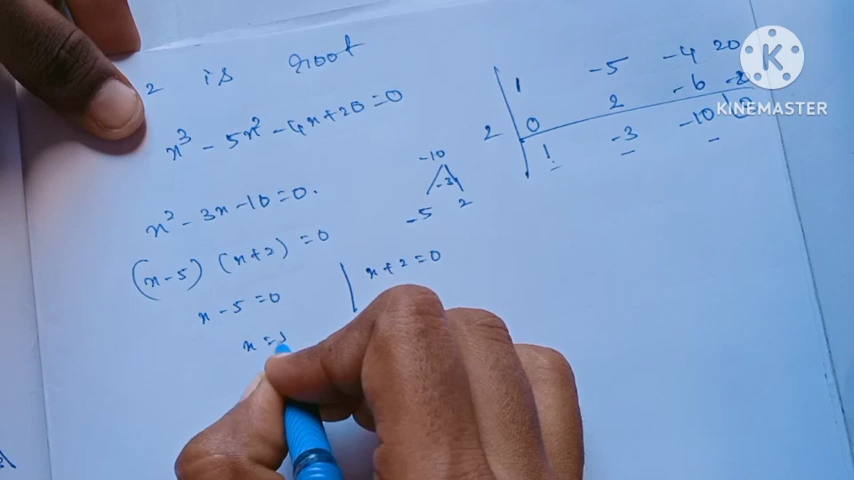 2 is root
x³ - 5x² - 4x + 20 = 0
x² - 3x - 10 = 0.
(x-5) (x+2) = 0
x - 5 = 0 | x + 2 = 0
x =
-10
-3
-5 2
1 -5 -4 20
2 0 2 -6 -20
1 -3 -10 0
KINEMASTER